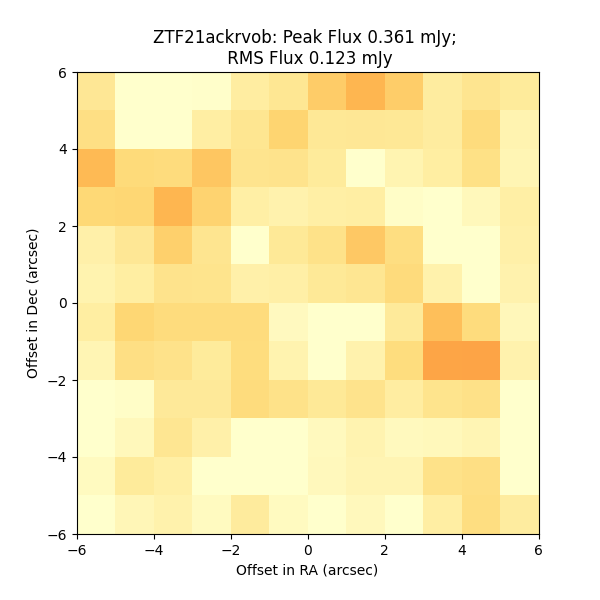 ZTF21ackrvob: Peak Flux 0.361 mJy;
RMS Flux 0.123 mJy
6
4
2
0
−2
−4
−6
Offset in Dec (arcsec)
−6 −4 −2 0 2 4 6
Offset in RA (arcsec)